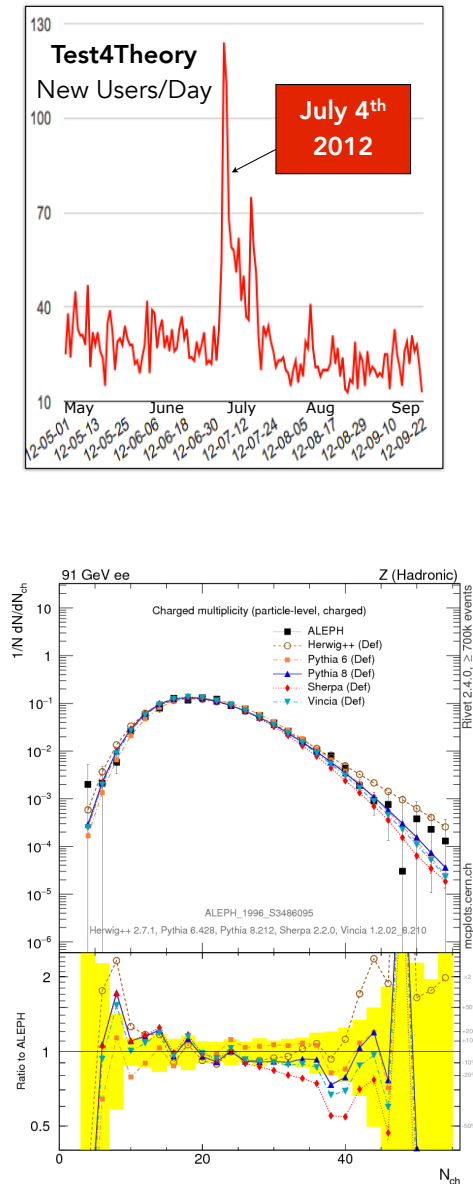 130
Test4Theory
New Users/Day
July 4th
2012
100
70
40
10
May June July Aug Sep
12-05-01 12-05-13 12-05-25 12-06-06 12-06-18 12-06-30 12-07-12 12-07-24 12-08-05 12-08-17 12-08-29 12-09-10 12-09-22
91 GeV ee Z (Hadronic)
1/N dN/dNch
Charged multiplicity (particle-level, charged)
ALEPH
Herwig++ (Def)
Pythia 6 (Def)
Pythia 8 (Def)
Sherpa (Def)
Vincia (Def)
10
1
10⁻¹
10⁻²
10⁻³
10⁻⁴
10⁻⁵
10⁻⁶
Rivet 2.4.0, ≥ 700k events
mcplots.cern.ch
ALEPH_1996_S3486095
Herwig++ 2.7.1, Pythia 6.428, Pythia 8.212, Sherpa 2.2.0, Vincia 1.2.02_8.210
Ratio to ALEPH
2
1
0.5
×2
+50%
+20%
+10%
-10%
-20%
-50%
0 20 40
Nch